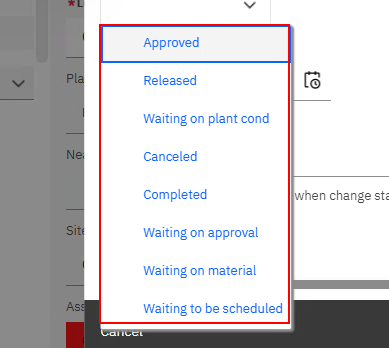 Approved
Released
Pla
Waiting on plant cond
Nea
Canceled
Completed
when change sta
Site
Waiting on approval
Waiting on material
Ass
Waiting to be scheduled
Cancel